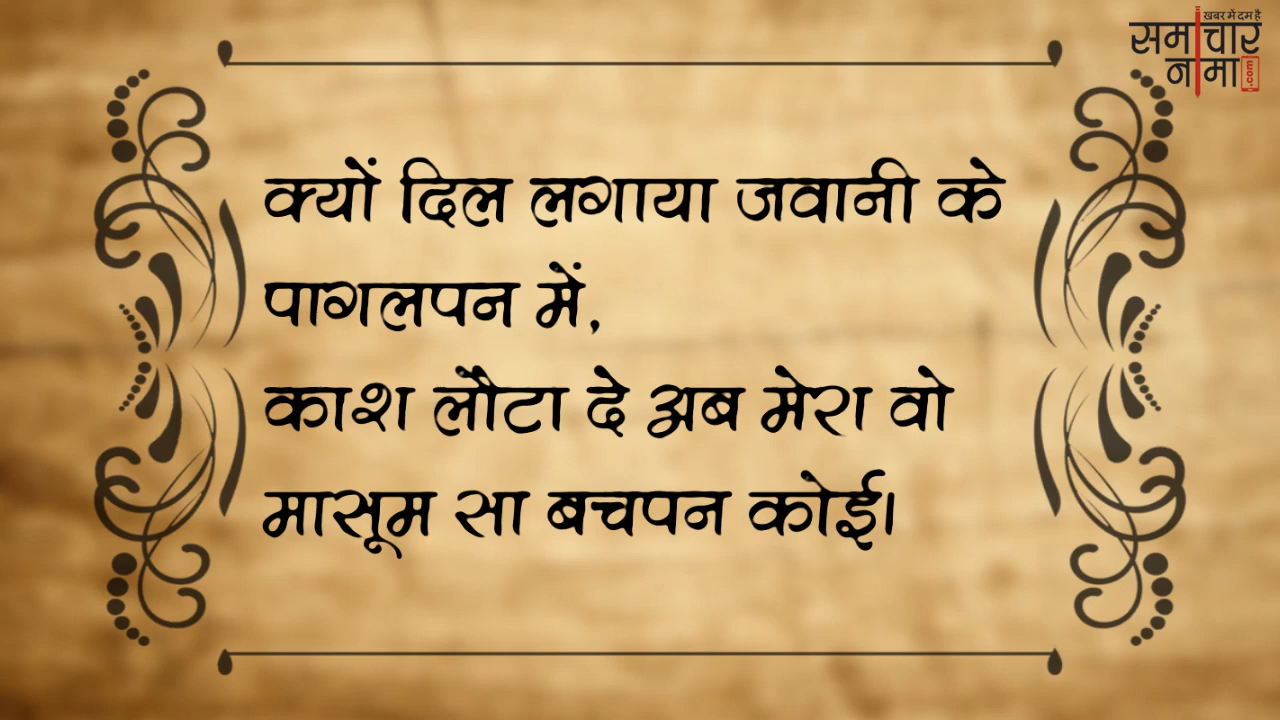 खबर में दम है
समाचार
नामा.com
क्यों दिल लगाया जवानी के
पागलपन में,
काश लौटा दे अब मेरा वो
मासूम सा बचपन कोई।